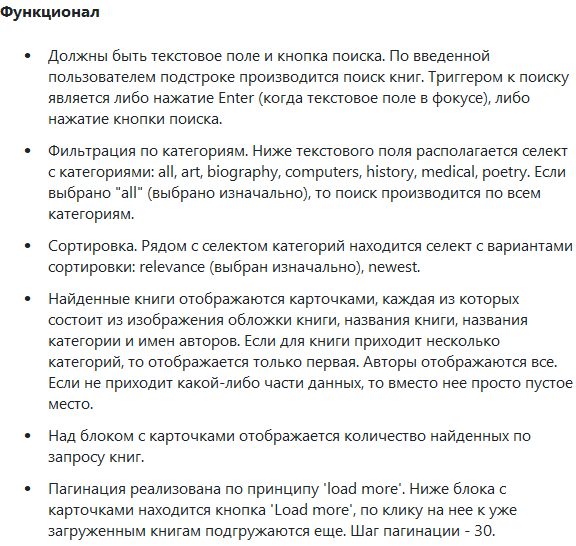 Функционал
• Должны быть текстовое поле и кнопка поиска. По введенной
пользователем подстроке производится поиск книг. Триггером к поиску
является либо нажатие Enter (когда текстовое поле в фокусе), либо
нажатие кнопки поиска.
• Фильтрация по категориям. Ниже текстового поля располагается селект
с категориями: all, art, biography, computers, history, medical, poetry. Если
выбрано "all" (выбрано изначально), то поиск производится по всем
категориям.
• Сортировка. Рядом с селектом категорий находится селект с вариантами
сортировки: relevance (выбран изначально), newest.
• Найденные книги отображаются карточками, каждая из которых
состоит из изображения обложки книги, названия книги, названия
категории и имен авторов. Если для книги приходит несколько
категорий, то отображается только первая. Авторы отображаются все.
Если не приходит какой-либо части данных, то вместо нее просто пустое
место.
• Над блоком с карточками отображается количество найденных по
запросу книг.
• Пагинация реализована по принципу 'load more'. Ниже блока с
карточками находится кнопка 'Load more', по клику на нее к уже
загруженным книгам подгружаются еще. Шаг пагинации - 30.